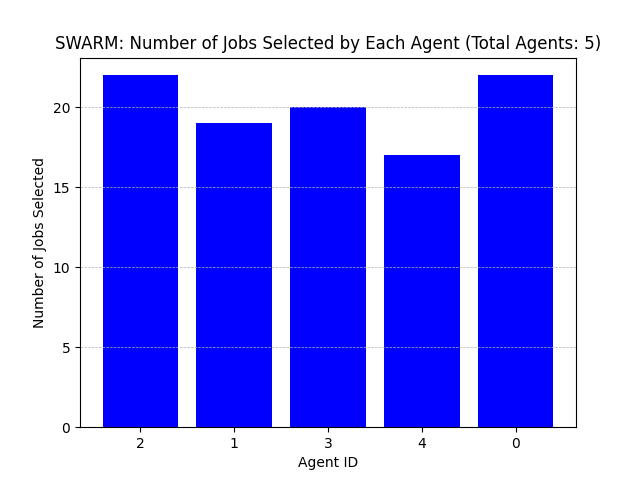 SWARM: Number of Jobs Selected by Each Agent (Total Agents: 5)
Number of Jobs Selected
20
15
10
5
0
2 1 3 4 0
Agent ID